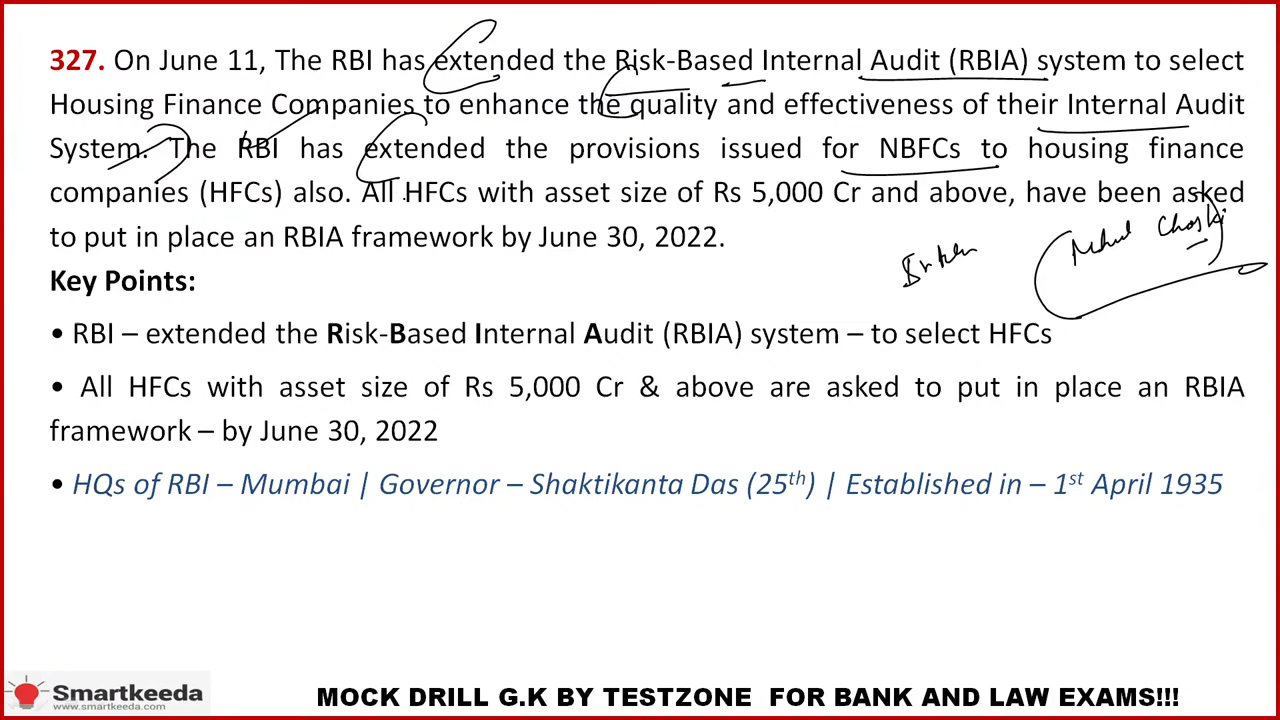 327. On June 11, The RBI has extended the Risk-Based Internal Audit (RBIA) system to select
Housing Finance Companies to enhance the quality and effectiveness of their Internal Audit
System. The RBI has extended the provisions issued for NBFCs to housing finance
companies (HFCs) also. All HFCs with asset size of Rs 5,000 Cr and above, have been asked
to put in place an RBIA framework by June 30, 2022.
Key Points:
• RBI – extended the Risk-Based Internal Audit (RBIA) system – to select HFCs
• All HFCs with asset size of Rs 5,000 Cr & above are asked to put in place an RBIA
framework – by June 30, 2022
• HQs of RBI – Mumbai | Governor – Shaktikanta Das (25th) | Established in – 1st April 1935
Smartkeeda
www.smartkeeda.com
MOCK DRILL G.K BY TESTZONE FOR BANK AND LAW EXAMS!!!